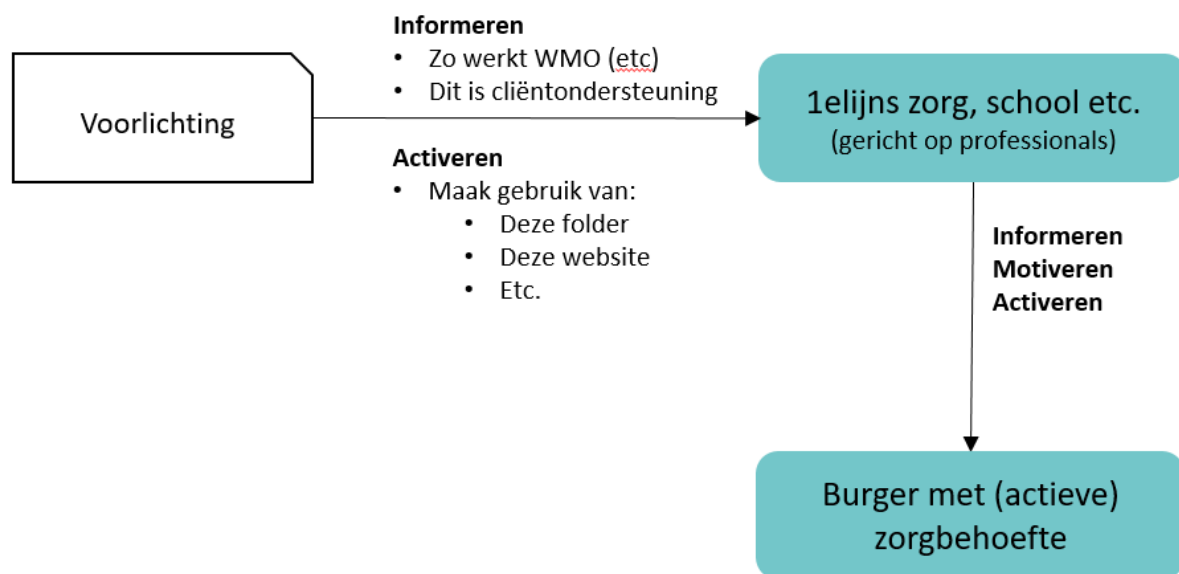 Voorlichting
Informeren
• Zo werkt WMO (etc)
• Dit is cliëntondersteuning
Activeren
• Maak gebruik van:
• Deze folder
• Deze website
• Etc.
1elijns zorg, school etc.
(gericht op professionals)
Informeren
Motiveren
Activeren
Burger met (actieve)
zorgbehoefte